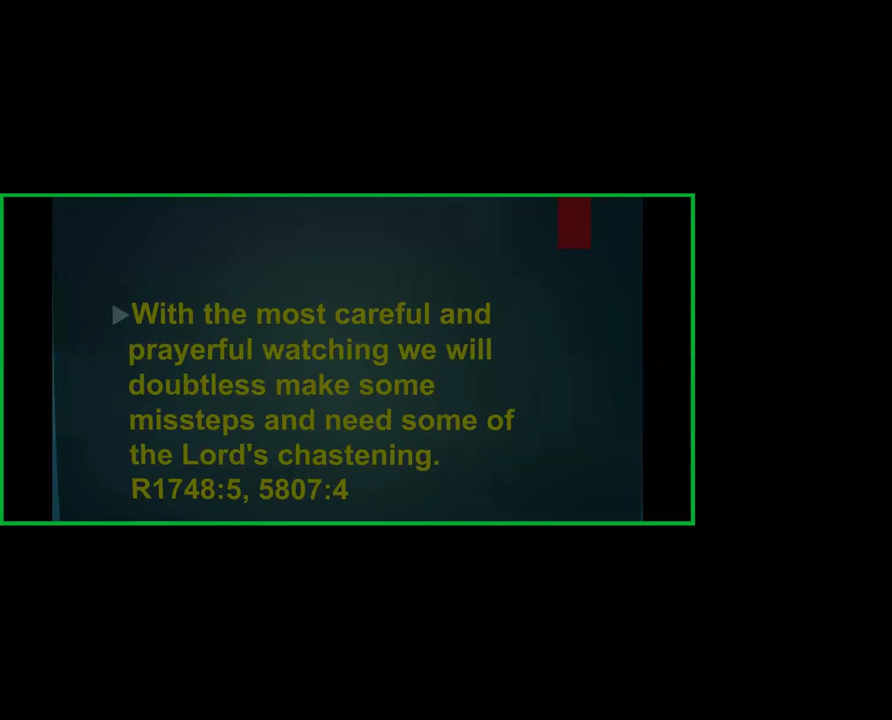 With the most careful and
prayerful watching we will
doubtless make some
missteps and need some of
the Lord's chastening.
R1748:5, 5807:4